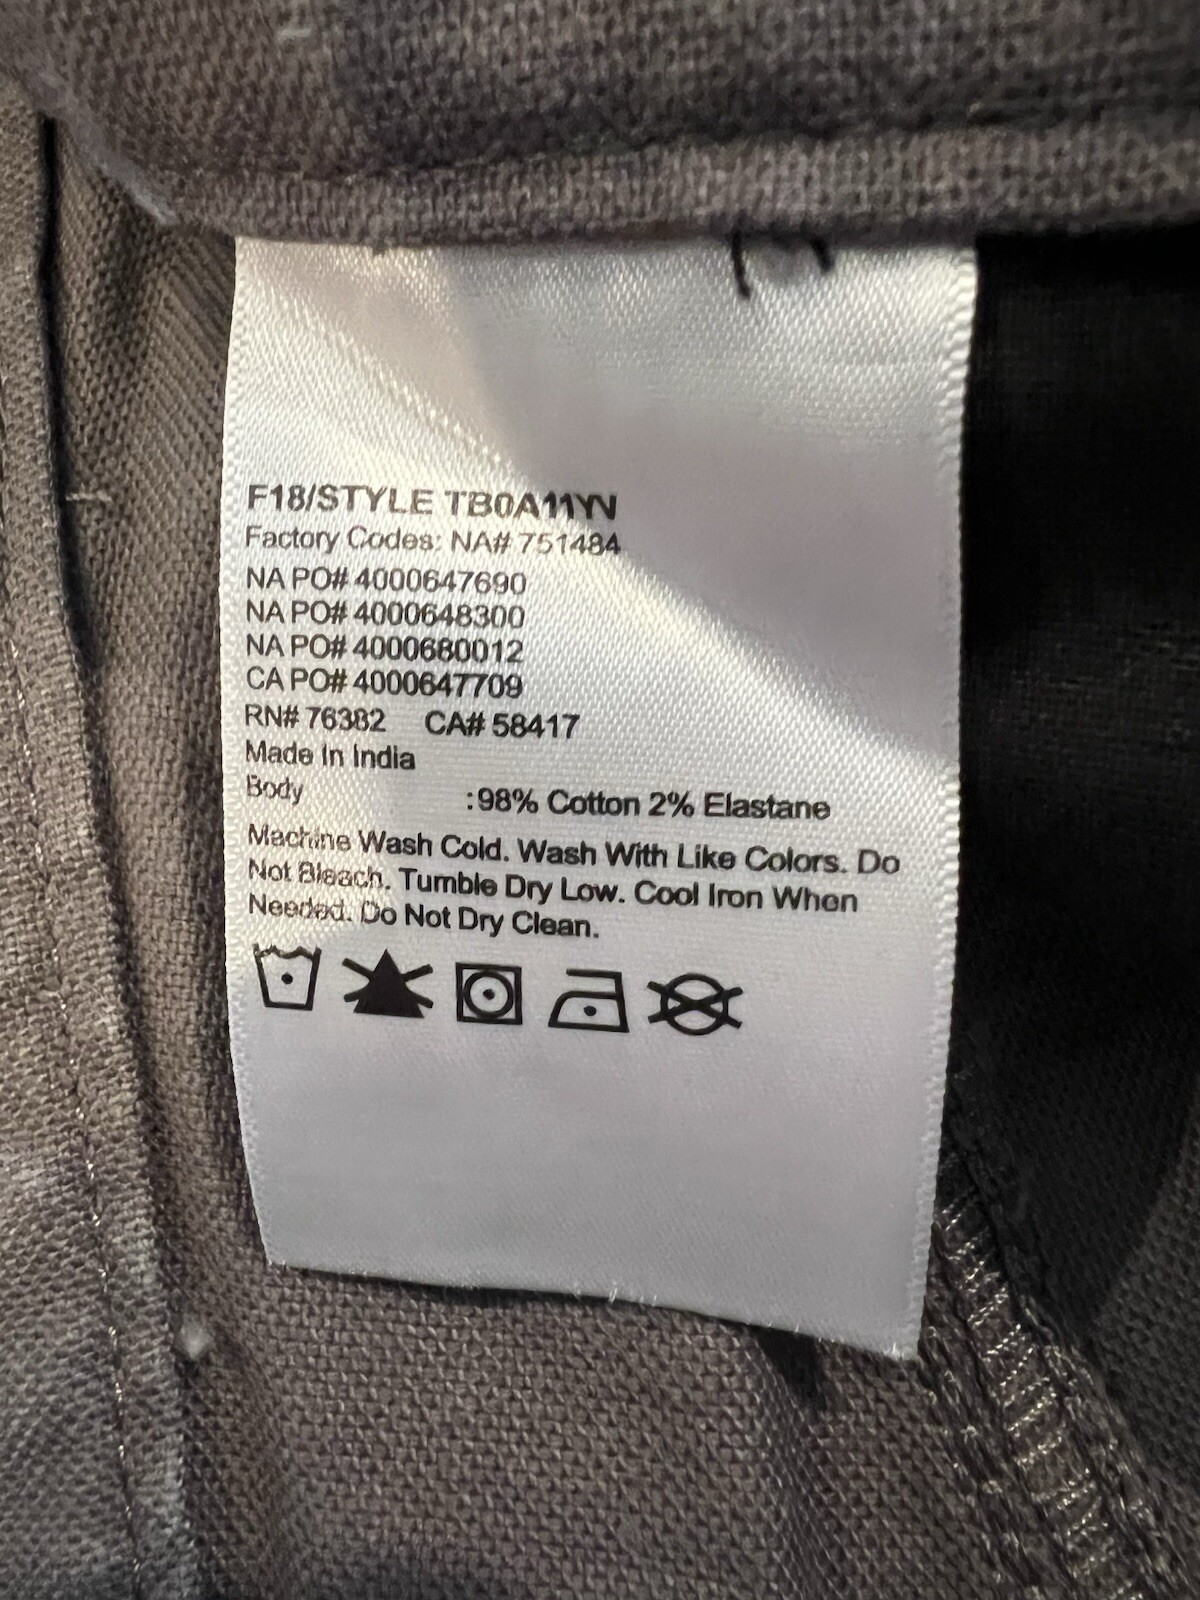 F18/STYLE TB0A11YN
Factory Codes: NA# 751484
NA PO# 4000647690
NA PO# 4000648300
NA PO# 4000680012
CA PO# 4000647709
RN# 76382 CA# 58417
Made In India
Body :98% Cotton 2% Elastane
Machine Wash Cold. Wash With Like Colors. Do
Not Bleach. Tumble Dry Low. Cool Iron When
Needed. Do Not Dry Clean.